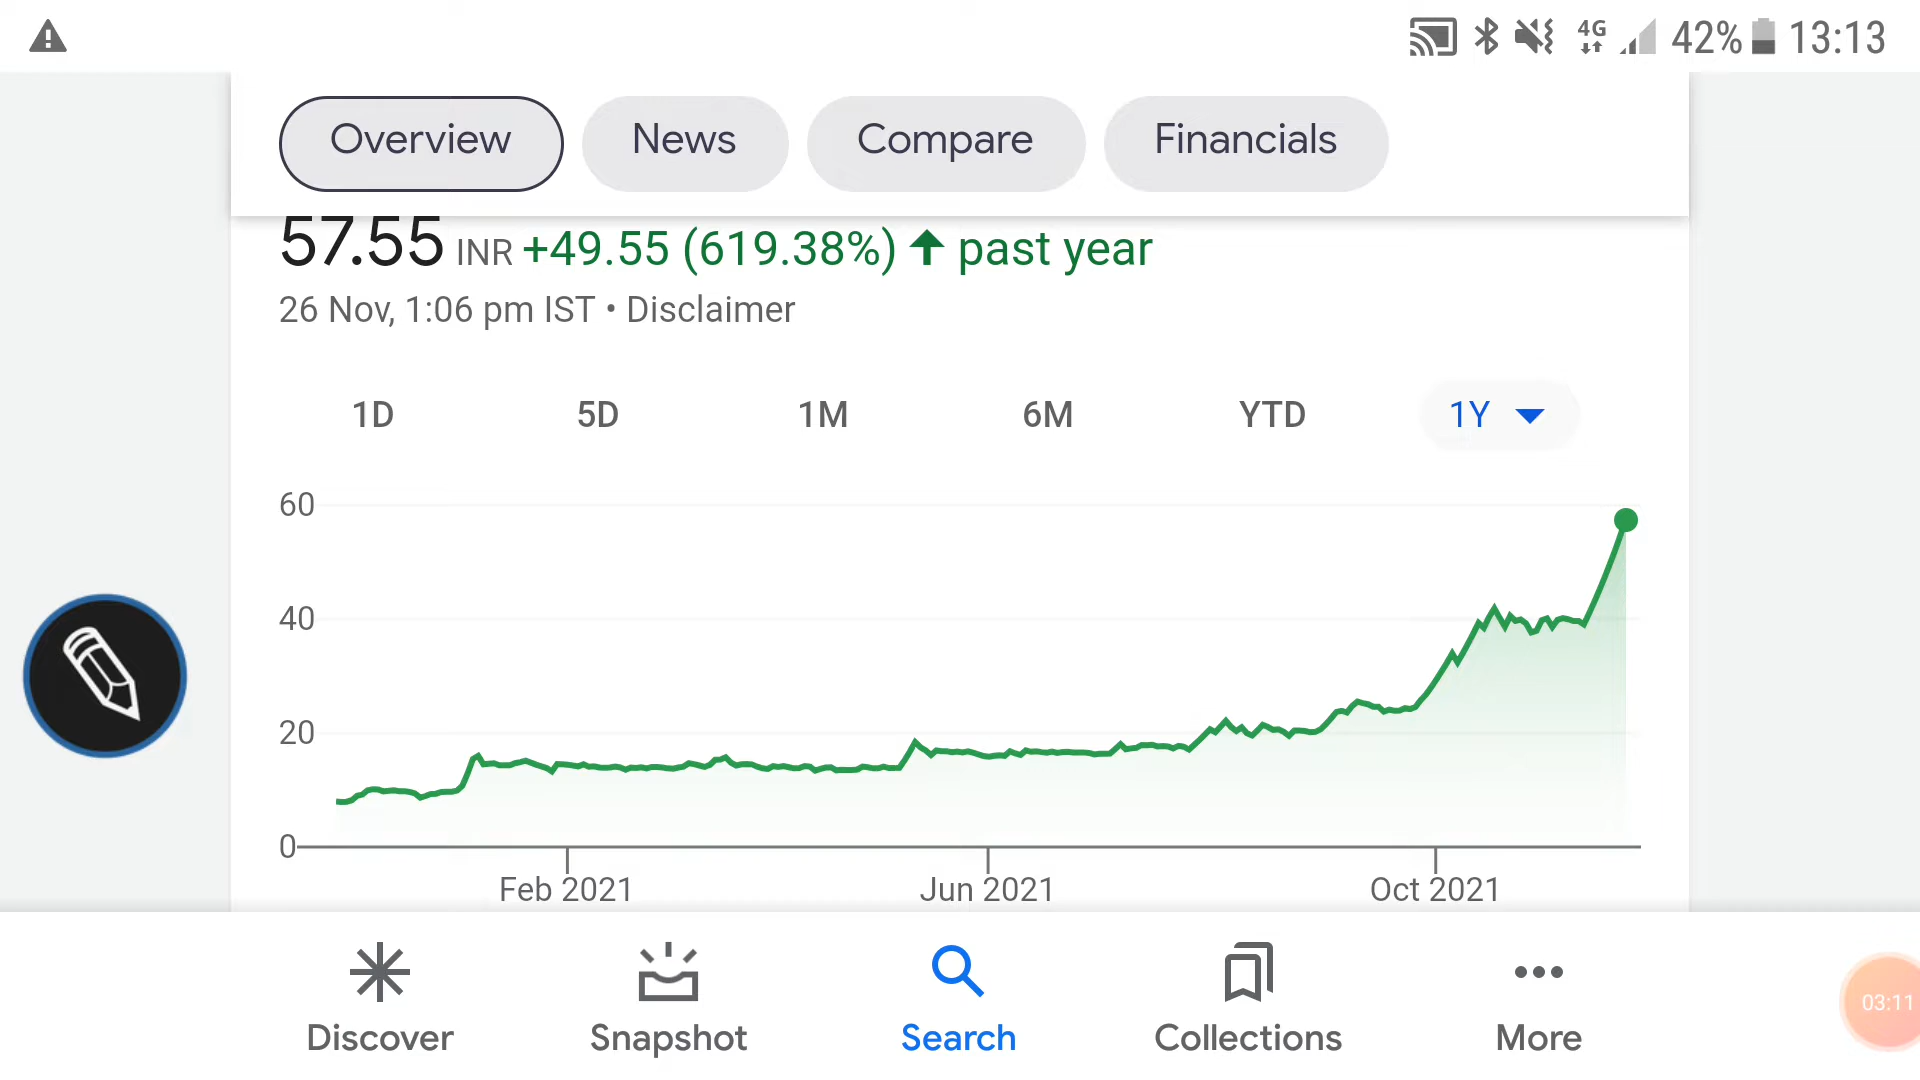 4G 42% 13:13
Overview News Compare Financials
57.55 INR +49.55 (619.38%) ↑ past year
26 Nov, 1:06 pm IST • Disclaimer
1D 5D 1M 6M YTD 1Y
60
40
20
0
Feb 2021 Jun 2021 Oct 2021
03:11
Discover Snapshot Search Collections More